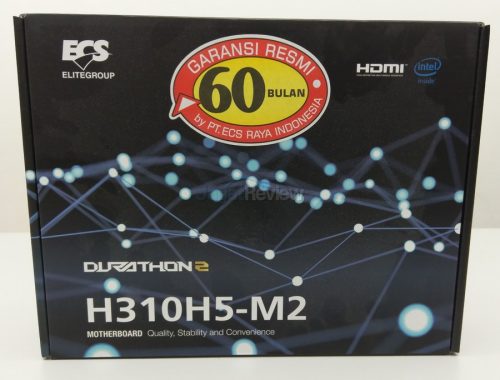 ECS
ELITEGROUP
GARANSI RESMI
60 BULAN
by PT.ECS RAYA INDONESIA
HDMI
intel
inside
Review
DURATHON 2
H310H5-M2
MOTHERBOARD Quality, Stability and Convenience